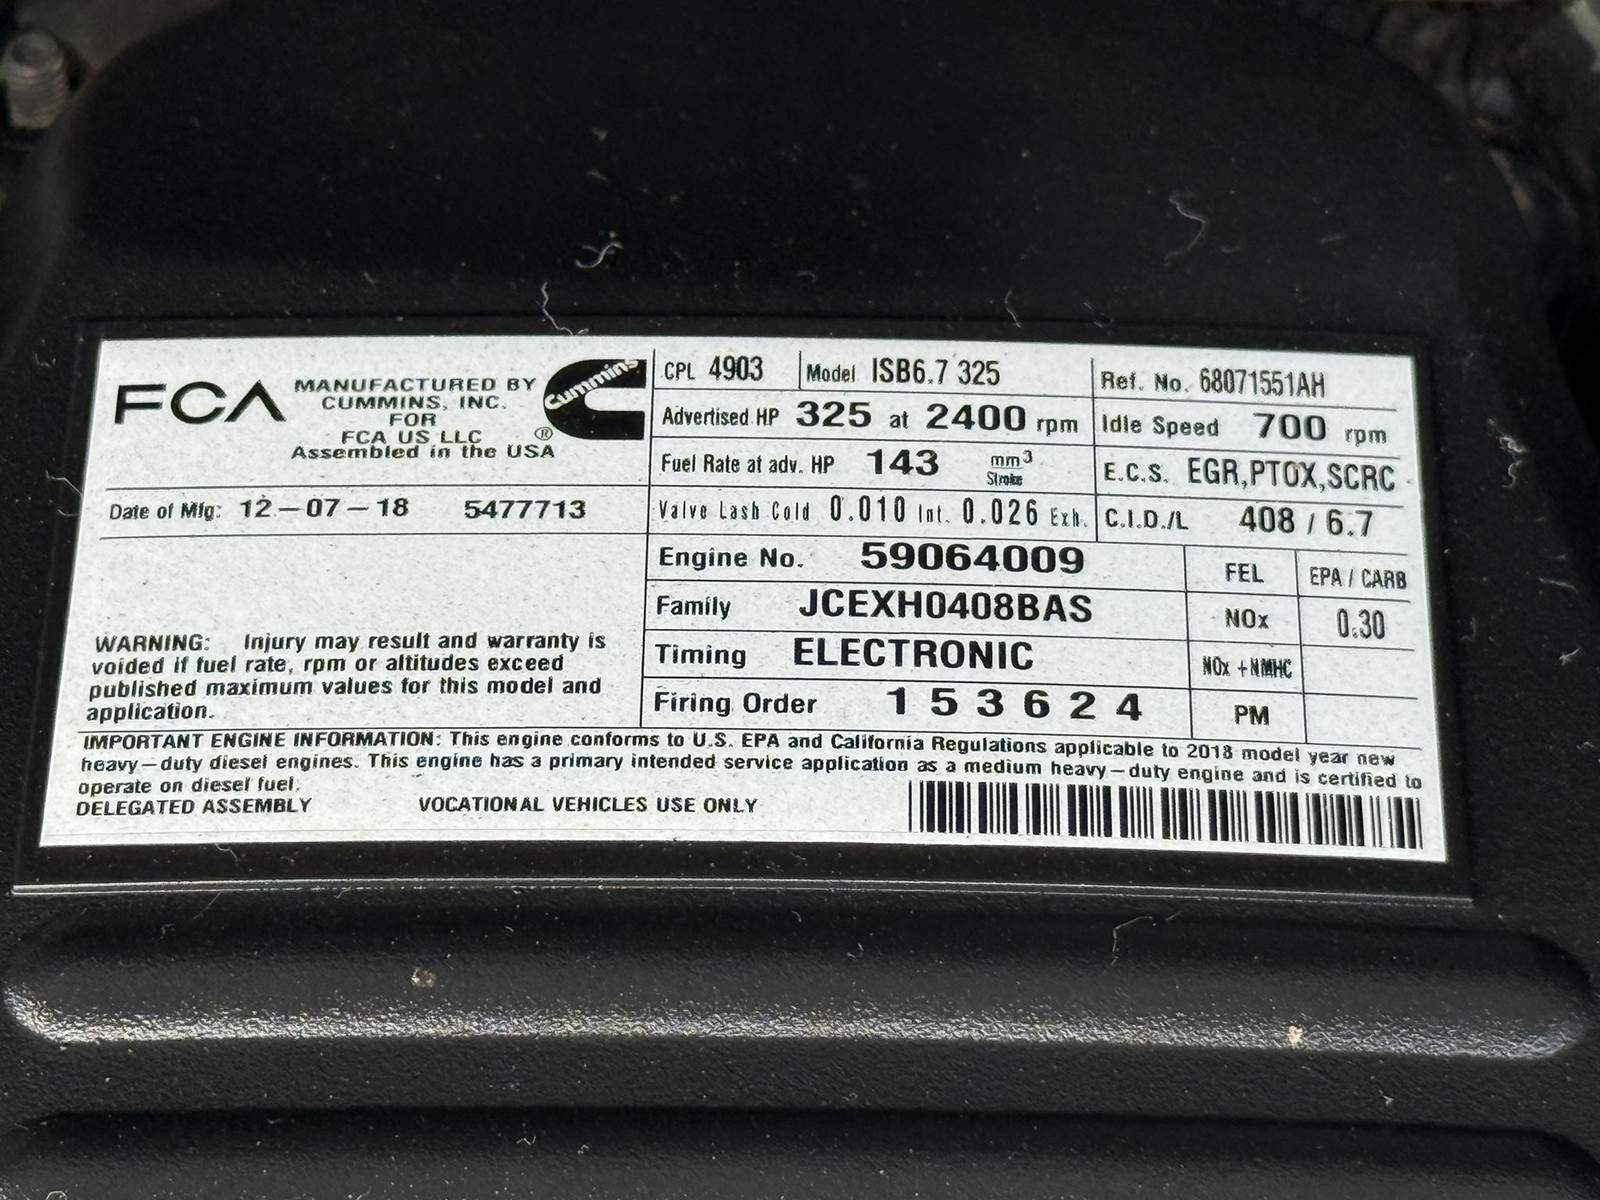 FCA
MANUFACTURED BY
CUMMINS, INC.
FOR
FCA US LLC
Assembled in the USA
Cummins
®
CPL 4903 Model ISB6.7 325 Ref. No. 68071551AH
Advertised HP 325 at 2400 rpm Idle Speed 700 rpm
Fuel Rate at adv. HP 143 mm3 Stroke E.C.S. EGR,PTOX,SCRC
Date of Mfg: 12-07-18 5477713 Valve Lash Cold 0.010 Int. 0.026 Exh. C.I.D./L 408 / 6.7
Engine No. 59064009 FEL EPA / CARB
Family JCEXH0408BAS NOx 0.30
Timing ELECTRONIC NOx +NMHC
Firing Order 1 5 3 6 2 4 PM
WARNING: Injury may result and warranty is
voided if fuel rate, rpm or altitudes exceed
published maximum values for this model and
application.
IMPORTANT ENGINE INFORMATION: This engine conforms to U.S. EPA and California Regulations applicable to 2018 model year new
heavy-duty diesel engines. This engine has a primary intended service application as a medium heavy-duty engine and is certified to
operate on diesel fuel.
DELEGATED ASSEMBLY VOCATIONAL VEHICLES USE ONLY